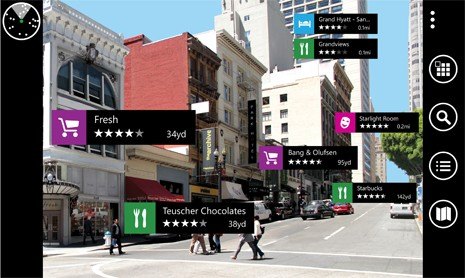 Grand Hyatt - San...
0.1mi
Grandviews
0.1mi
Fresh
34yd
Starlight Room
0.2mi
Bang & Olufsen
95yd
Starbucks
142yd
Teuscher Chocolates
38yd